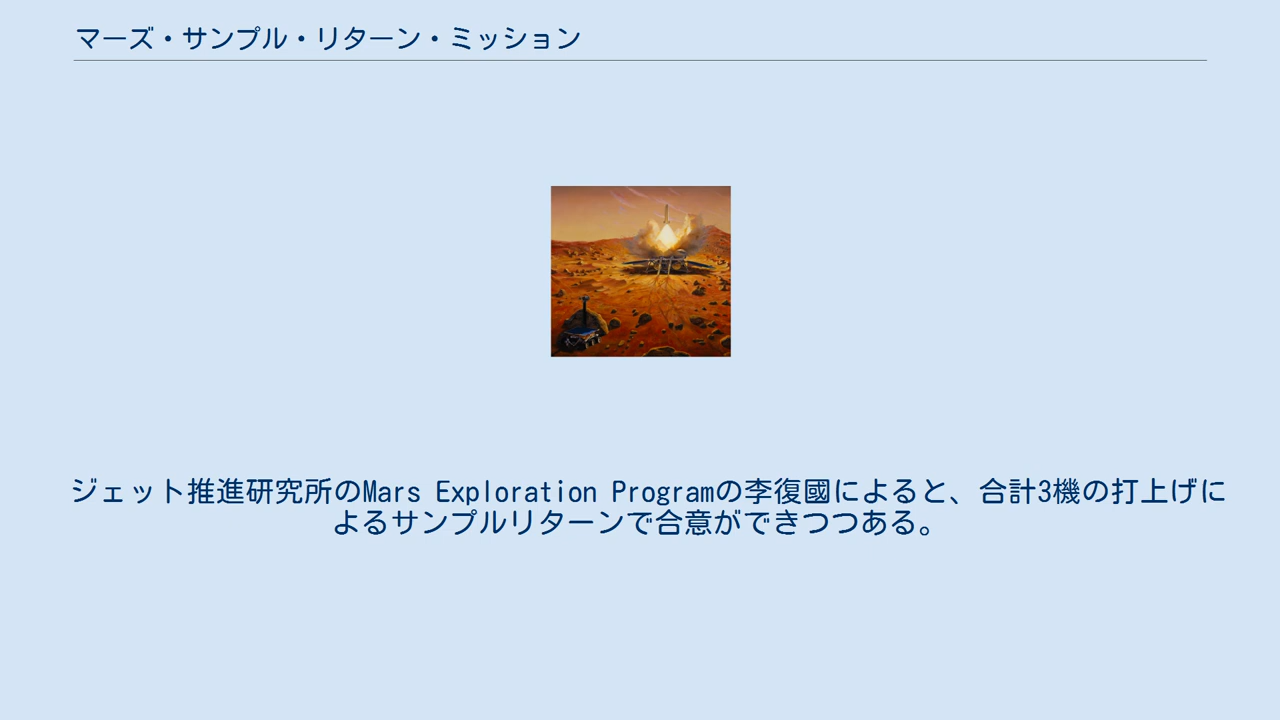 マーズ・サンプル・リターン・ミッション
ジェット推進研究所のMars Exploration Programの李復國によると、合計3機の打上げに
よるサンプルリターンで合意ができつつある。